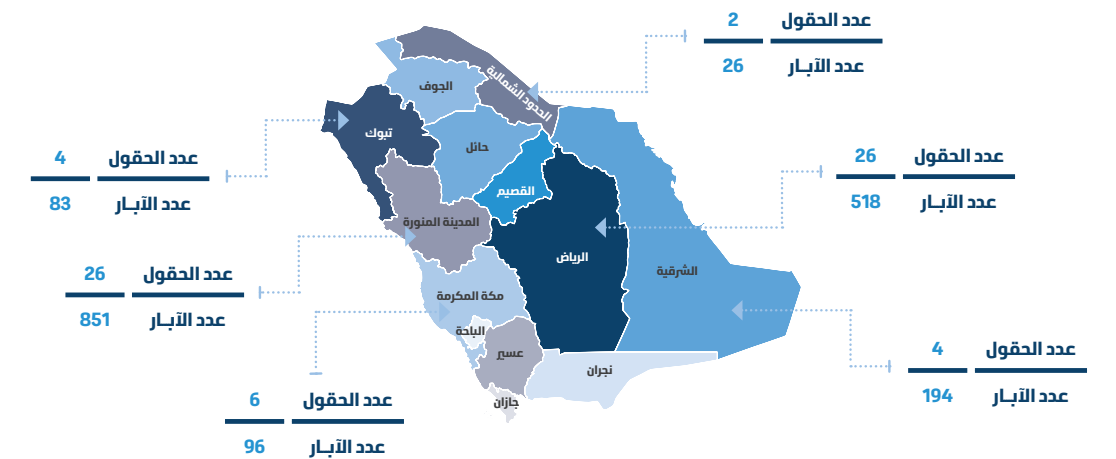 عدد الحقول 2
عدد الآبـار 26
الحدود الشمالية
الجوف
تبوك
حائل
القصيم
عدد الحقول 4
عدد الآبـار 83
عدد الحقول 26
عدد الآبـار 518
المدينة المنورة
الرياض
الشرقية
عدد الحقول 26
عدد الآبـار 851
مكة المكرمة
الباحة
عسير
نجران
جازان
عدد الحقول 4
عدد الآبـار 194
عدد الحقول 6
عدد الآبـار 96